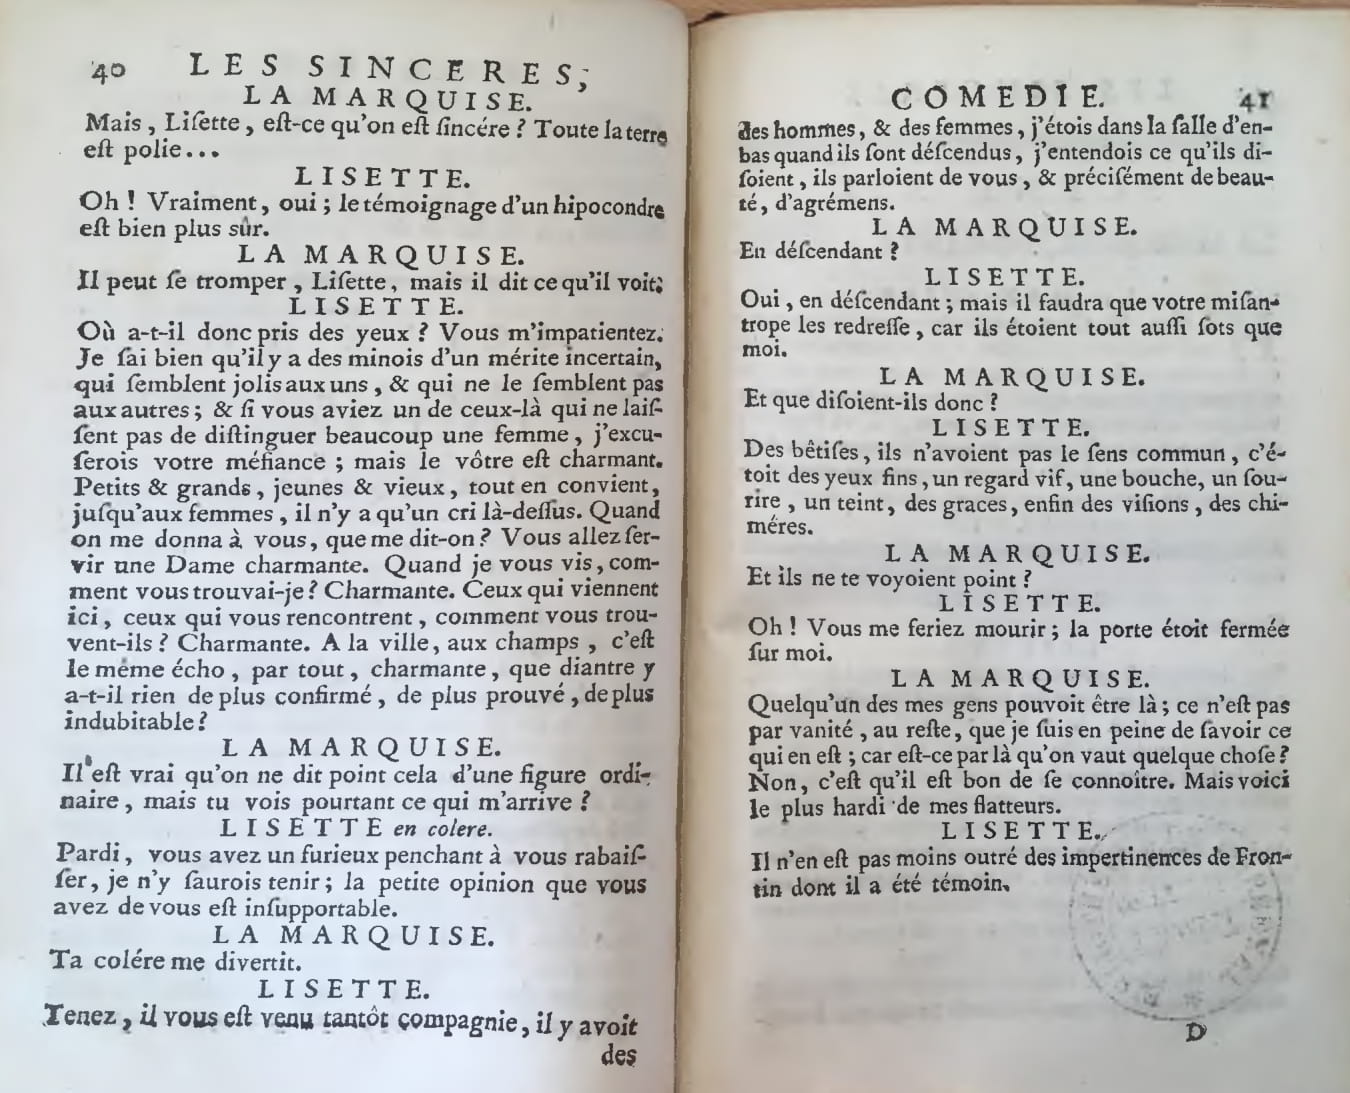 40 LES SINCERES,
LA MARQUISE.
Mais, Liſette, eſt-ce qu'on eſt ſincére ? Toute la terre
eſt polie...
LISETTE.
Oh ! Vraiment, oui ; le témoignage d'un hipocondre
eſt bien plus sûr.
LA MARQUISE.
Il peut ſe tromper, Liſette, mais il dit ce qu'il voit;
LISETTE.
Où a-t-il donc pris des yeux ? Vous m'impatientez.
Je ſai bien qu'il y a des minois d'un mérite incertain,
qui ſemblent jolis aux uns, & qui ne le ſemblent pas
aux autres ; & ſi vous aviez un de ceux-là qui ne laiſ-
ſent pas de diſtinguer beaucoup une femme, j'excu-
ſerois votre méfiance ; mais le vôtre eſt charmant.
Petits & grands, jeunes & vieux, tout en convient,
juſqu'aux femmes, il n'y a qu'un cri là-deſſus. Quand
on me donna à vous, que me dit-on ? Vous allez ſer-
vir une Dame charmante. Quand je vous vis, com-
ment vous trouvai-je ? Charmante. Ceux qui viennent
ici, ceux qui vous rencontrent, comment vous trou-
vent-ils ? Charmante. A la ville, aux champs, c'eſt
le même écho, par tout, charmante, que diantre y
a-t-il rien de plus confirmé, de plus prouvé, de plus
indubitable ?
LA MARQUISE.
Il eſt vrai qu'on ne dit point cela d'une figure ordi-
naire, mais tu vois pourtant ce qui m'arrive ?
LISETTE en colere.
Pardi, vous avez un furieux penchant à vous rabaiſ-
ſer, je n'y ſaurois tenir ; la petite opinion que vous
avez de vous eſt inſupportable.
LA MARQUISE.
Ta colére me divertit.
LISETTE.
Tenez, il vous eſt venu tantôt compagnie, il y avoit
des
COMEDIE. 41
des hommes, & des femmes, j'étois dans la ſalle d'en-
bas quand ils ſont déſcendus, j'entendois ce qu'ils di-
ſoient, ils parloient de vous, & préciſément de beau-
té, d'agrémens.
LA MARQUISE.
En déſcendant ?
LISETTE.
Oui, en déſcendant ; mais il faudra que votre miſan-
trope les redreſſe, car ils étoient tout auſſi ſots que
moi.
LA MARQUISE.
Et que diſoient-ils donc ?
LISETTE.
Des bêtiſes, ils n'avoient pas le ſens commun, c'é-
toit des yeux fins, un regard vif, une bouche, un ſou-
rire, un teint, des graces, enfin des viſions, des chi-
méres.
LA MARQUISE.
Et ils ne te voyoient point ?
LISETTE.
Oh ! Vous me feriez mourir ; la porte étoit fermée
ſur moi.
LA MARQUISE.
Quelqu'un des mes gens pouvoit être là ; ce n'eſt pas
par vanité, au reſte, que je ſuis en peine de ſavoir ce
qui en eſt ; car eſt-ce par là qu'on vaut quelque choſe ?
Non, c'eſt qu'il eſt bon de ſe connoître. Mais voici
le plus hardi de mes flatteurs.
LISETTE.
Il n'en eſt pas moins outré des impertinences de Fron-
tin dont il a été témoin.
D